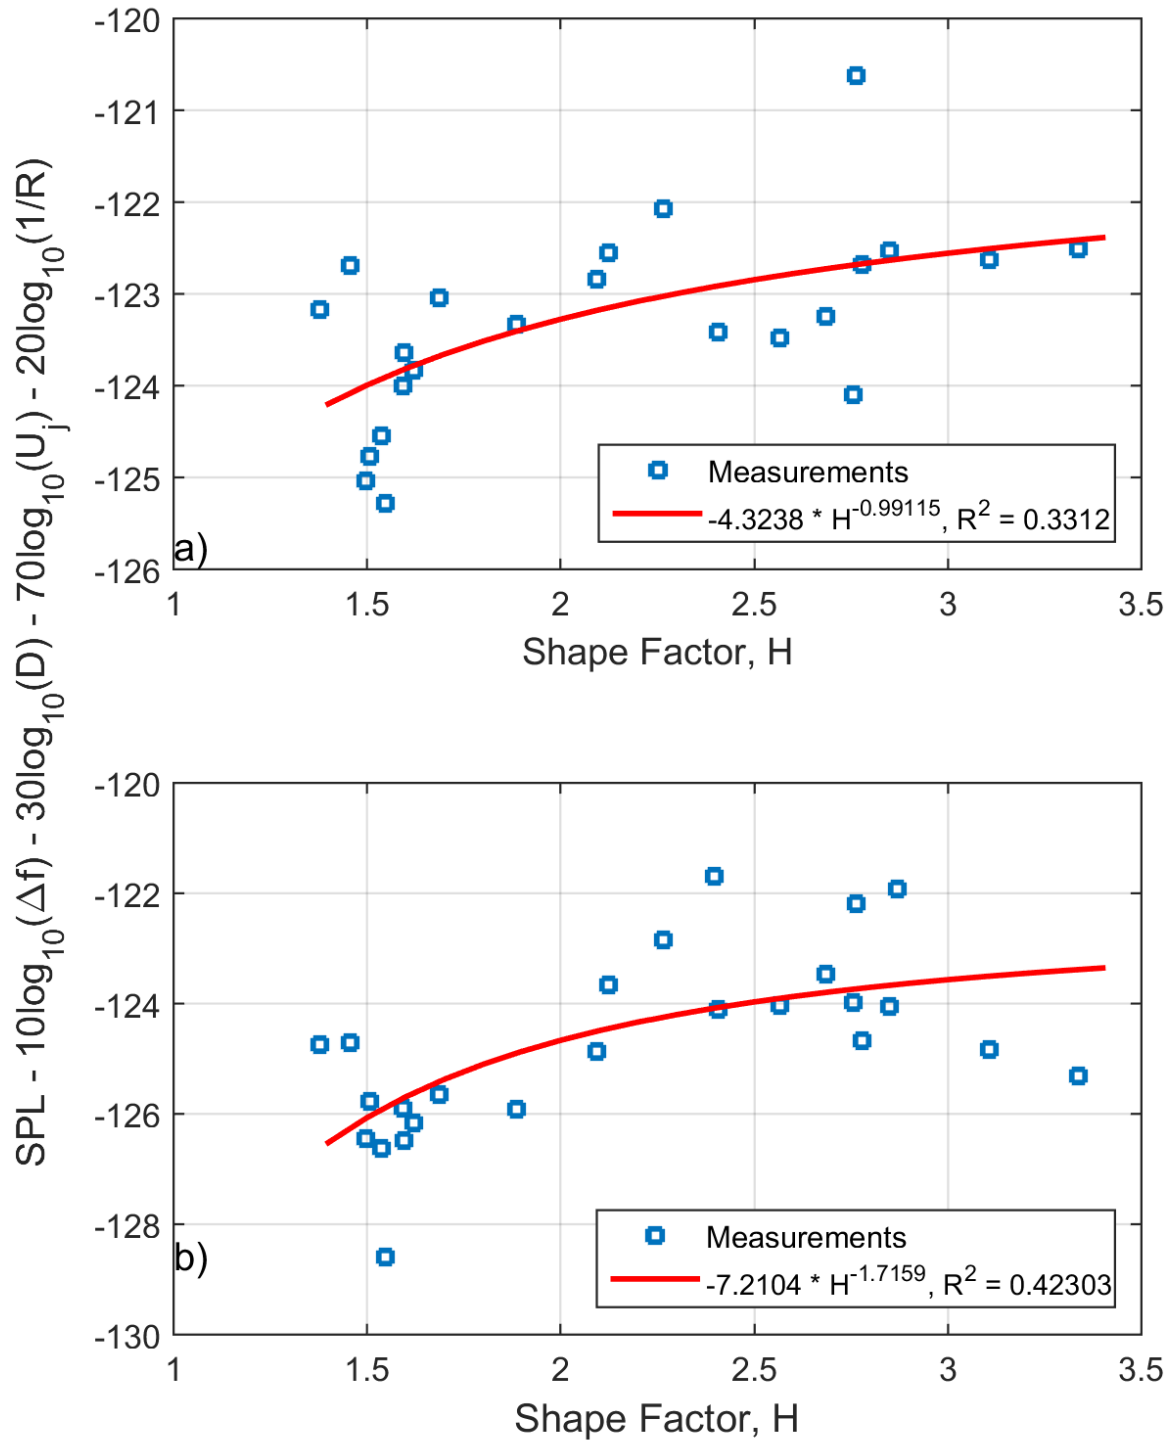 SPL - 10log10(Δf) - 30log10(D) - 70log10(Uj) - 20log10(1/R)
-120
-121
-122
-123
-124
-125
-126
a)
Measurements
-4.3238 * H^-0.99115, R^2 = 0.3312
1 1.5 2 2.5 3 3.5
Shape Factor, H
-120
-122
-124
-126
-128
-130
b)
Measurements
-7.2104 * H^-1.7159, R^2 = 0.42303
1 1.5 2 2.5 3 3.5
Shape Factor, H